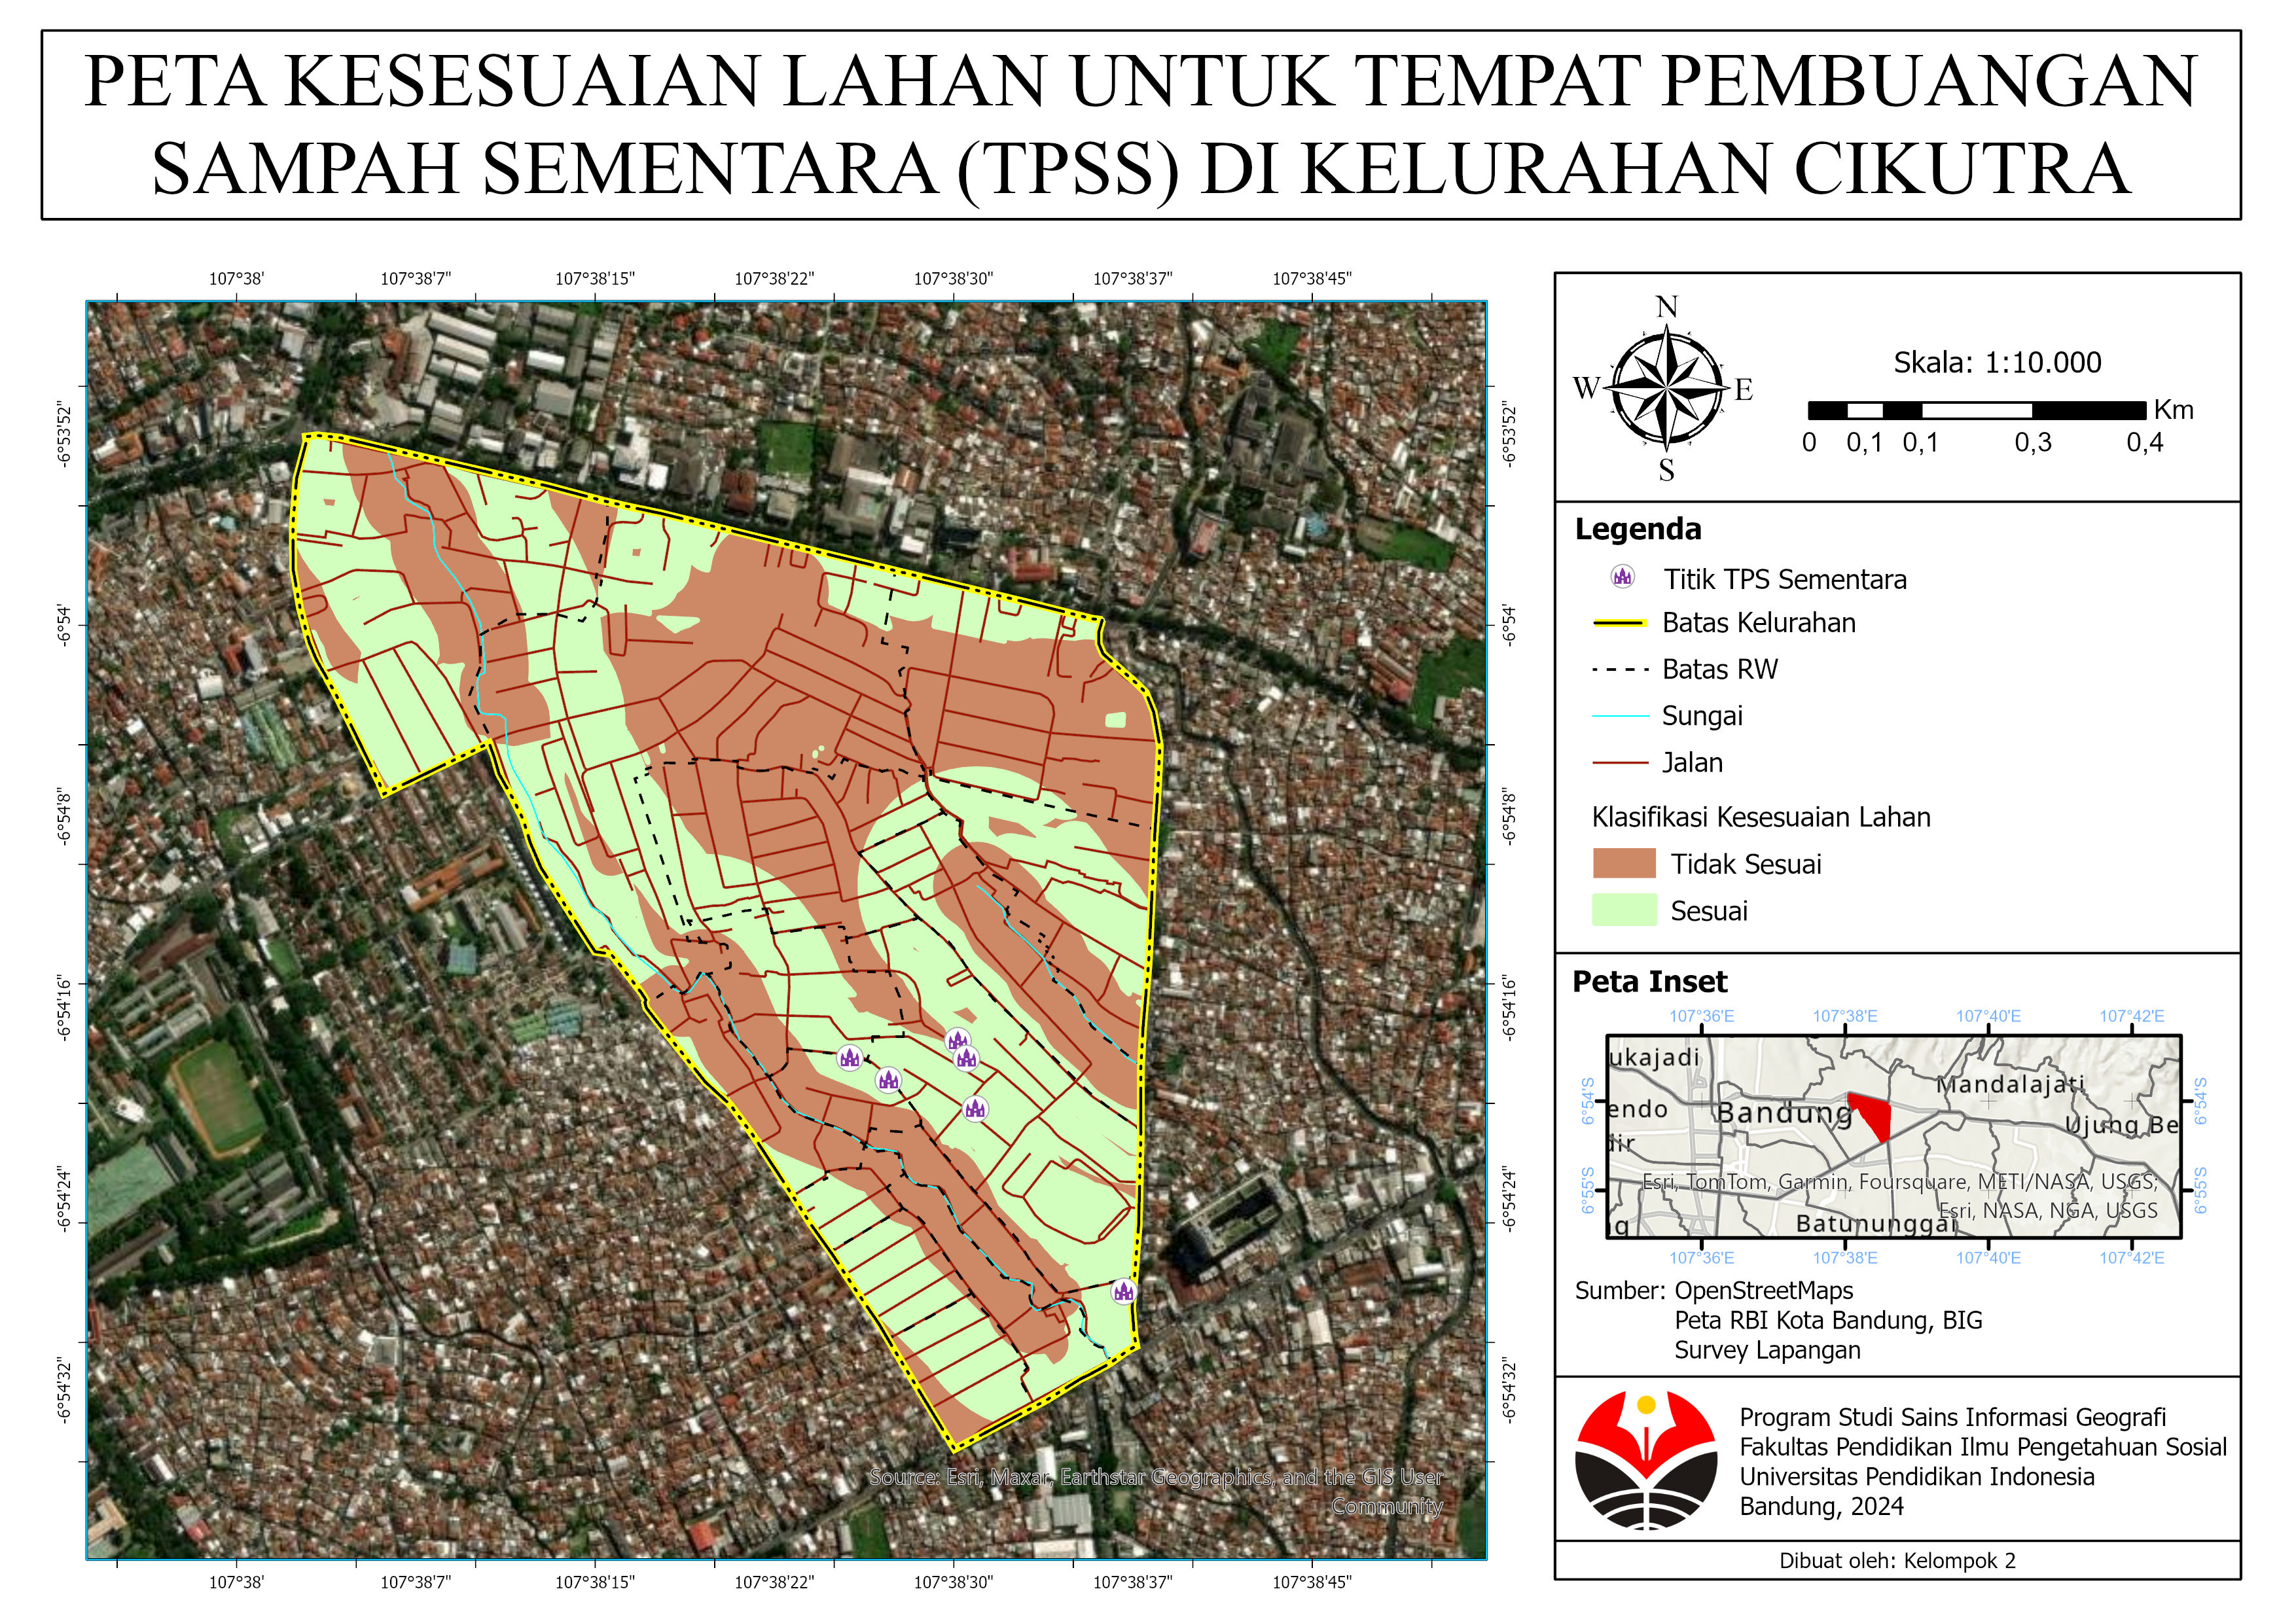 PETA KESESUAIAN LAHAN UNTUK TEMPAT PEMBUANGAN
SAMPAH SEMENTARA (TPSS) DI KELURAHAN CIKUTRA
107°38'
107°38'7"
107°38'15"
107°38'22"
107°38'30"
107°38'37"
107°38'45"
-6°53'52"
-6°54'
-6°54'8"
-6°54'16"
-6°54'24"
-6°54'32"
-6°53'52"
-6°54'
-6°54'8"
-6°54'16"
-6°54'24"
-6°54'32"
Source: Esri, Maxar, Earthstar Geographics, and the GIS User
Community
107°38'
107°38'7"
107°38'15"
107°38'22"
107°38'30"
107°38'37"
107°38'45"
N
W
E
S
Skala: 1:10.000
Km
0 0,1 0,1 0,3 0,4
Legenda
Titik TPS Sementara
Batas Kelurahan
Batas RW
Sungai
Jalan
Klasifikasi Kesesuaian Lahan
Tidak Sesuai
Sesuai
Peta Inset
107°36'E 107°38'E 107°40'E 107°42'E
6°54'S
6°55'S
6°54'S
6°55'S
ukajadi
Mandalajati
endo
Bandung
Ujung Be
dir
Esri, TomTom, Garmin, Foursquare, METI/NASA, USGS;
Esri, NASA, NGA, USGS
ng
Batununggal
107°36'E 107°38'E 107°40'E 107°42'E
Sumber: OpenStreetMaps
Peta RBI Kota Bandung, BIG
Survey Lapangan
Program Studi Sains Informasi Geografi
Fakultas Pendidikan Ilmu Pengetahuan Sosial
Universitas Pendidikan Indonesia
Bandung, 2024
Dibuat oleh: Kelompok 2